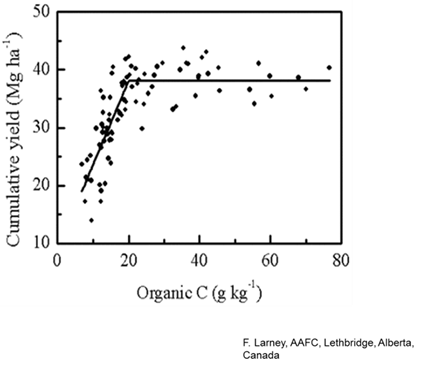 50
40
30
20
10
0 20 40 60 80
Cumulative yield (Mg ha⁻¹)
Organic C (g kg⁻¹)
F. Larney, AAFC, Lethbridge, Alberta,
Canada